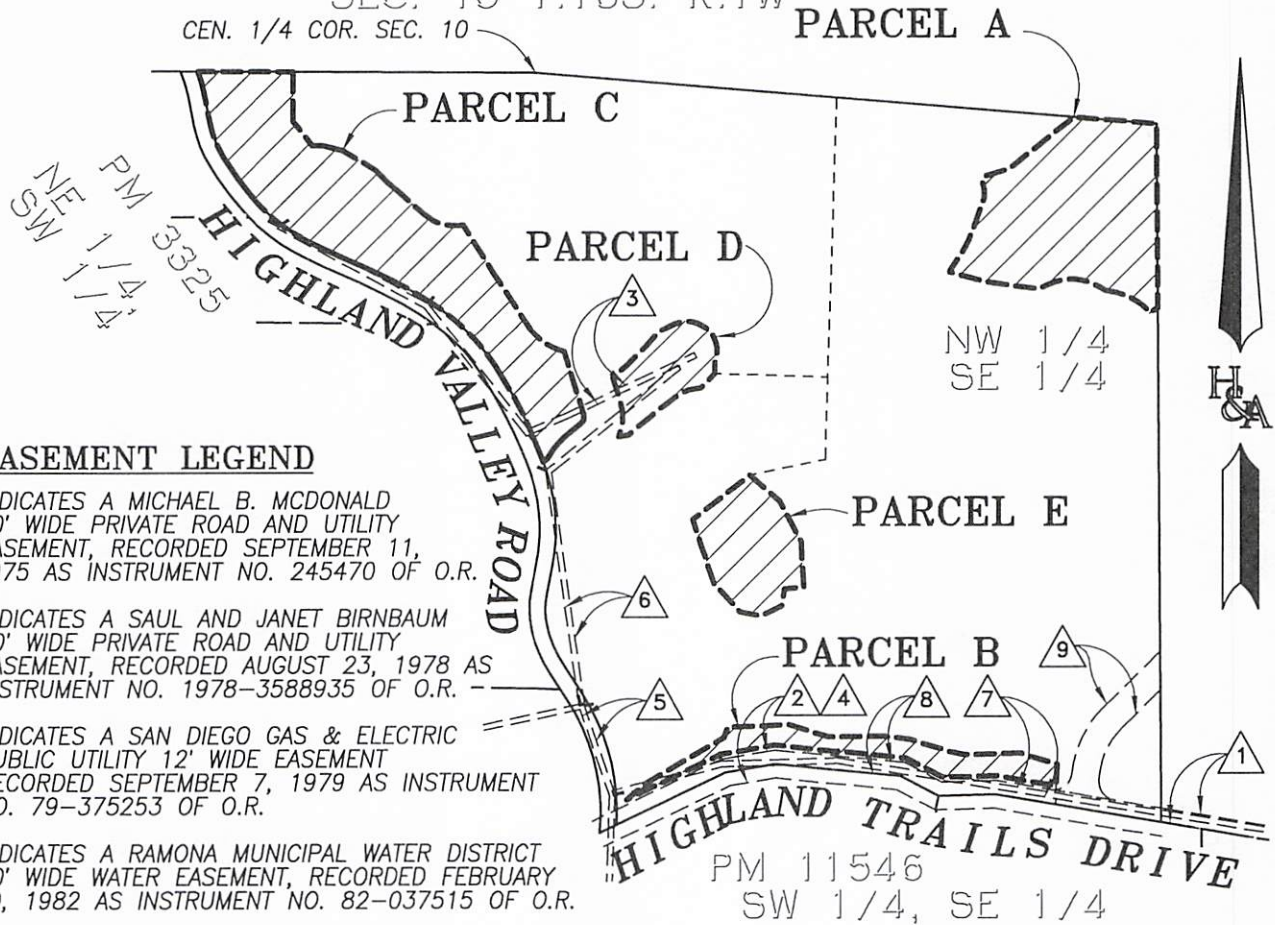 CEN. 1/4 COR. SEC. 10
PARCEL A
PARCEL C
PM 3325
NE 1/4
SW 1/4
HIGHLAND VALLEY ROAD
PARCEL D
3
NW 1/4
SE 1/4
H&A
PARCEL E
6
PARCEL B
9
2 4 8 7
5
1
HIGHLAND TRAILS DRIVE
PM 11546
SW 1/4, SE 1/4
ASEMENT LEGEND
DICATES A MICHAEL B. MCDONALD
0' WIDE PRIVATE ROAD AND UTILITY
ASEMENT, RECORDED SEPTEMBER 11,
975 AS INSTRUMENT NO. 245470 OF O.R.
DICATES A SAUL AND JANET BIRNBAUM
0' WIDE PRIVATE ROAD AND UTILITY
ASEMENT, RECORDED AUGUST 23, 1978 AS
NSTRUMENT NO. 1978-3588935 OF O.R.
DICATES A SAN DIEGO GAS & ELECTRIC
UBLIC UTILITY 12' WIDE EASEMENT
ECORDED SEPTEMBER 7, 1979 AS INSTRUMENT
O. 79-375253 OF O.R.
DICATES A RAMONA MUNICIPAL WATER DISTRICT
0' WIDE WATER EASEMENT, RECORDED FEBRUARY
, 1982 AS INSTRUMENT NO. 82-037515 OF O.R.